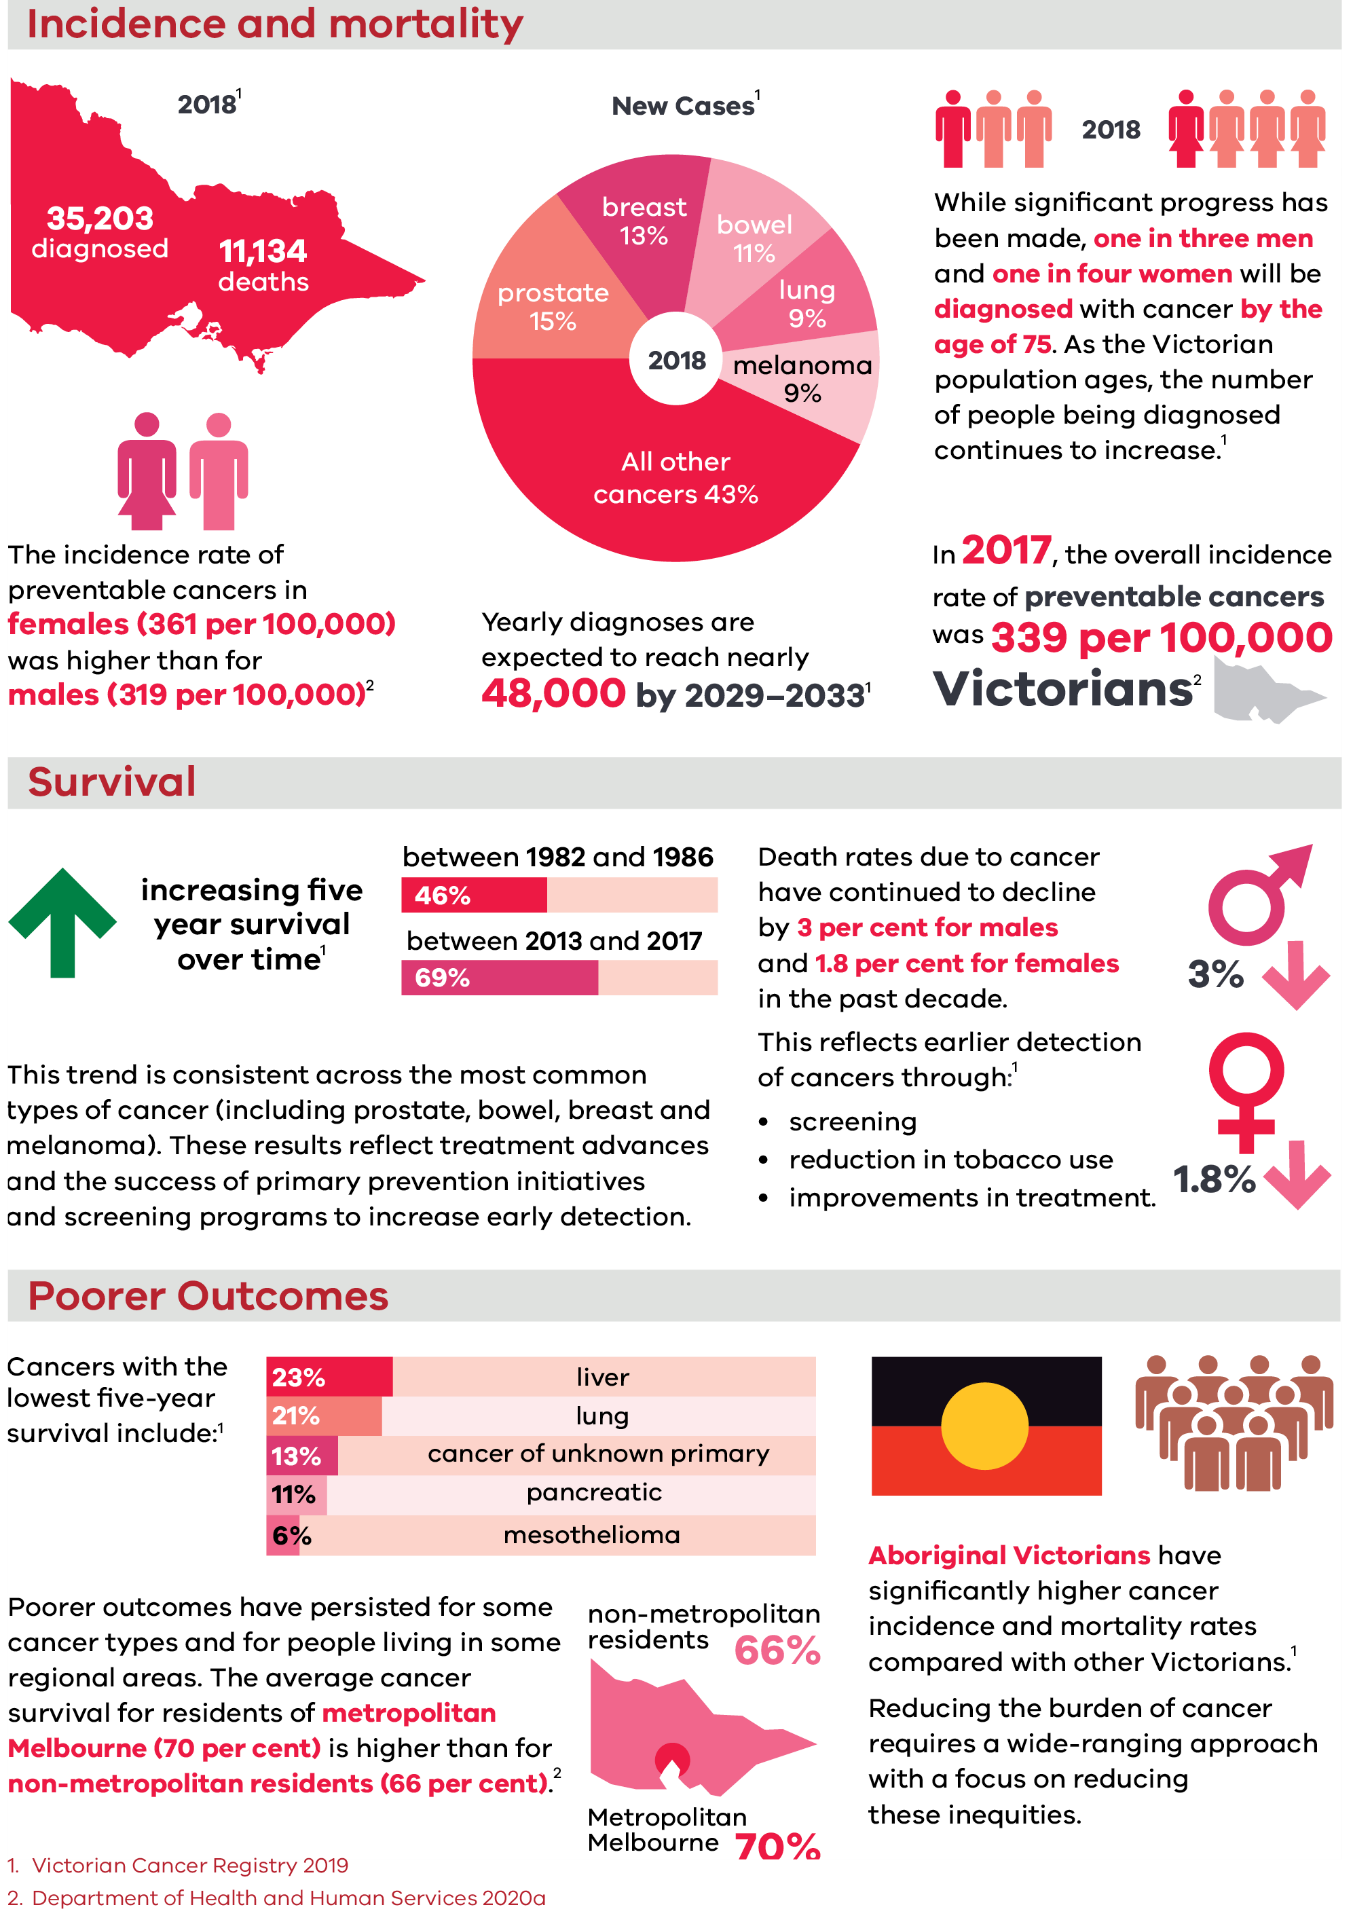 Incidence and mortality
2018¹
35,203
diagnosed
11,134
deaths
The incidence rate of
preventable cancers in
females (361 per 100,000)
was higher than for
males (319 per 100,000)²
New Cases¹
breast
13%
bowel
11%
prostate
15%
lung
9%
2018
melanoma
9%
All other
cancers 43%
Yearly diagnoses are
expected to reach nearly
48,000 by 2029–2033¹
2018
While significant progress has
been made, one in three men
and one in four women will be
diagnosed with cancer by the
age of 75. As the Victorian
population ages, the number
of people being diagnosed
continues to increase.¹
In 2017, the overall incidence
rate of preventable cancers
was 339 per 100,000
Victorians²
Survival
increasing five
year survival
over time¹
between 1982 and 1986
46%
between 2013 and 2017
69%
This trend is consistent across the most common
types of cancer (including prostate, bowel, breast and
melanoma). These results reflect treatment advances
and the success of primary prevention initiatives
and screening programs to increase early detection.
Death rates due to cancer
have continued to decline
by 3 per cent for males
and 1.8 per cent for females
in the past decade.
This reflects earlier detection
of cancers through:¹
• screening
• reduction in tobacco use
• improvements in treatment.
3%
1.8%
Poorer Outcomes
Cancers with the
lowest five-year
survival include:¹
23% liver
21% lung
13% cancer of unknown primary
11% pancreatic
6% mesothelioma
Poorer outcomes have persisted for some
cancer types and for people living in some
regional areas. The average cancer
survival for residents of metropolitan
Melbourne (70 per cent) is higher than for
non-metropolitan residents (66 per cent).²
non-metropolitan
residents 66%
Metropolitan
Melbourne 70%
Aboriginal Victorians have
significantly higher cancer
incidence and mortality rates
compared with other Victorians.¹
Reducing the burden of cancer
requires a wide-ranging approach
with a focus on reducing
these inequities.
1. Victorian Cancer Registry 2019
2. Department of Health and Human Services 2020a